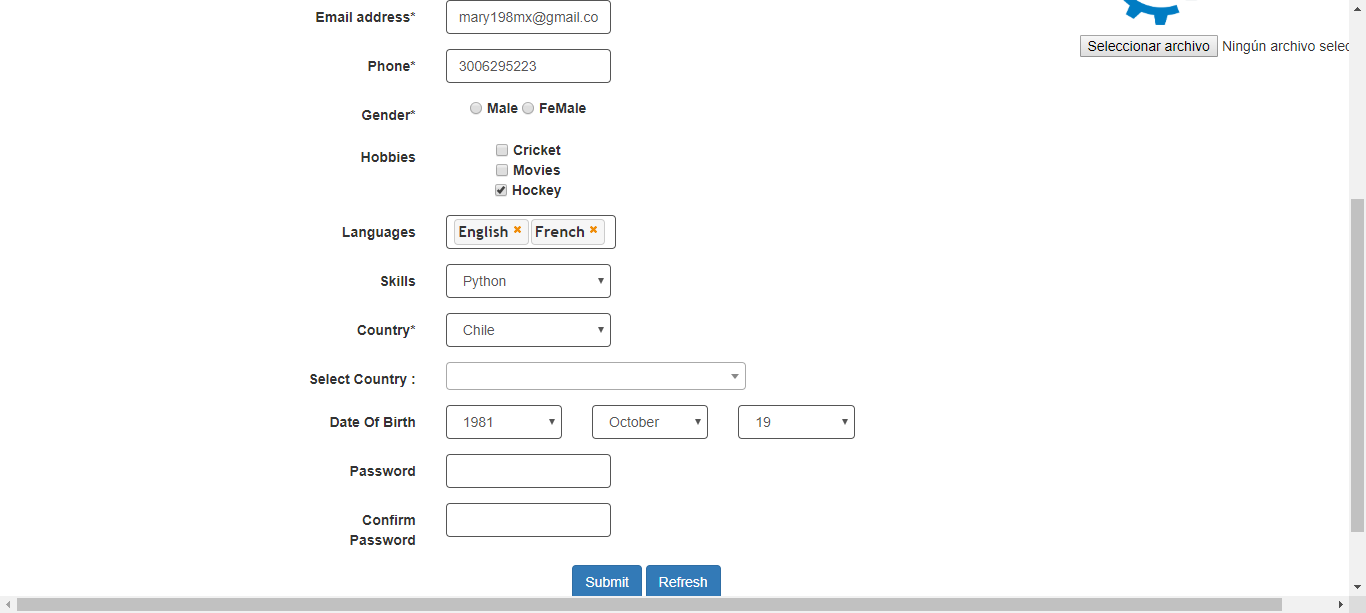 Email address* mary198mx@gmail.co
Seleccionar archivo Ningún archivo selec
Phone* 3006295223
Gender* Male FeMale
Hobbies Cricket
Movies
Hockey
Languages English French
Skills Python
Country* Chile
Select Country :
Date Of Birth 1981 October 19
Password
Confirm
Password
Submit Refresh